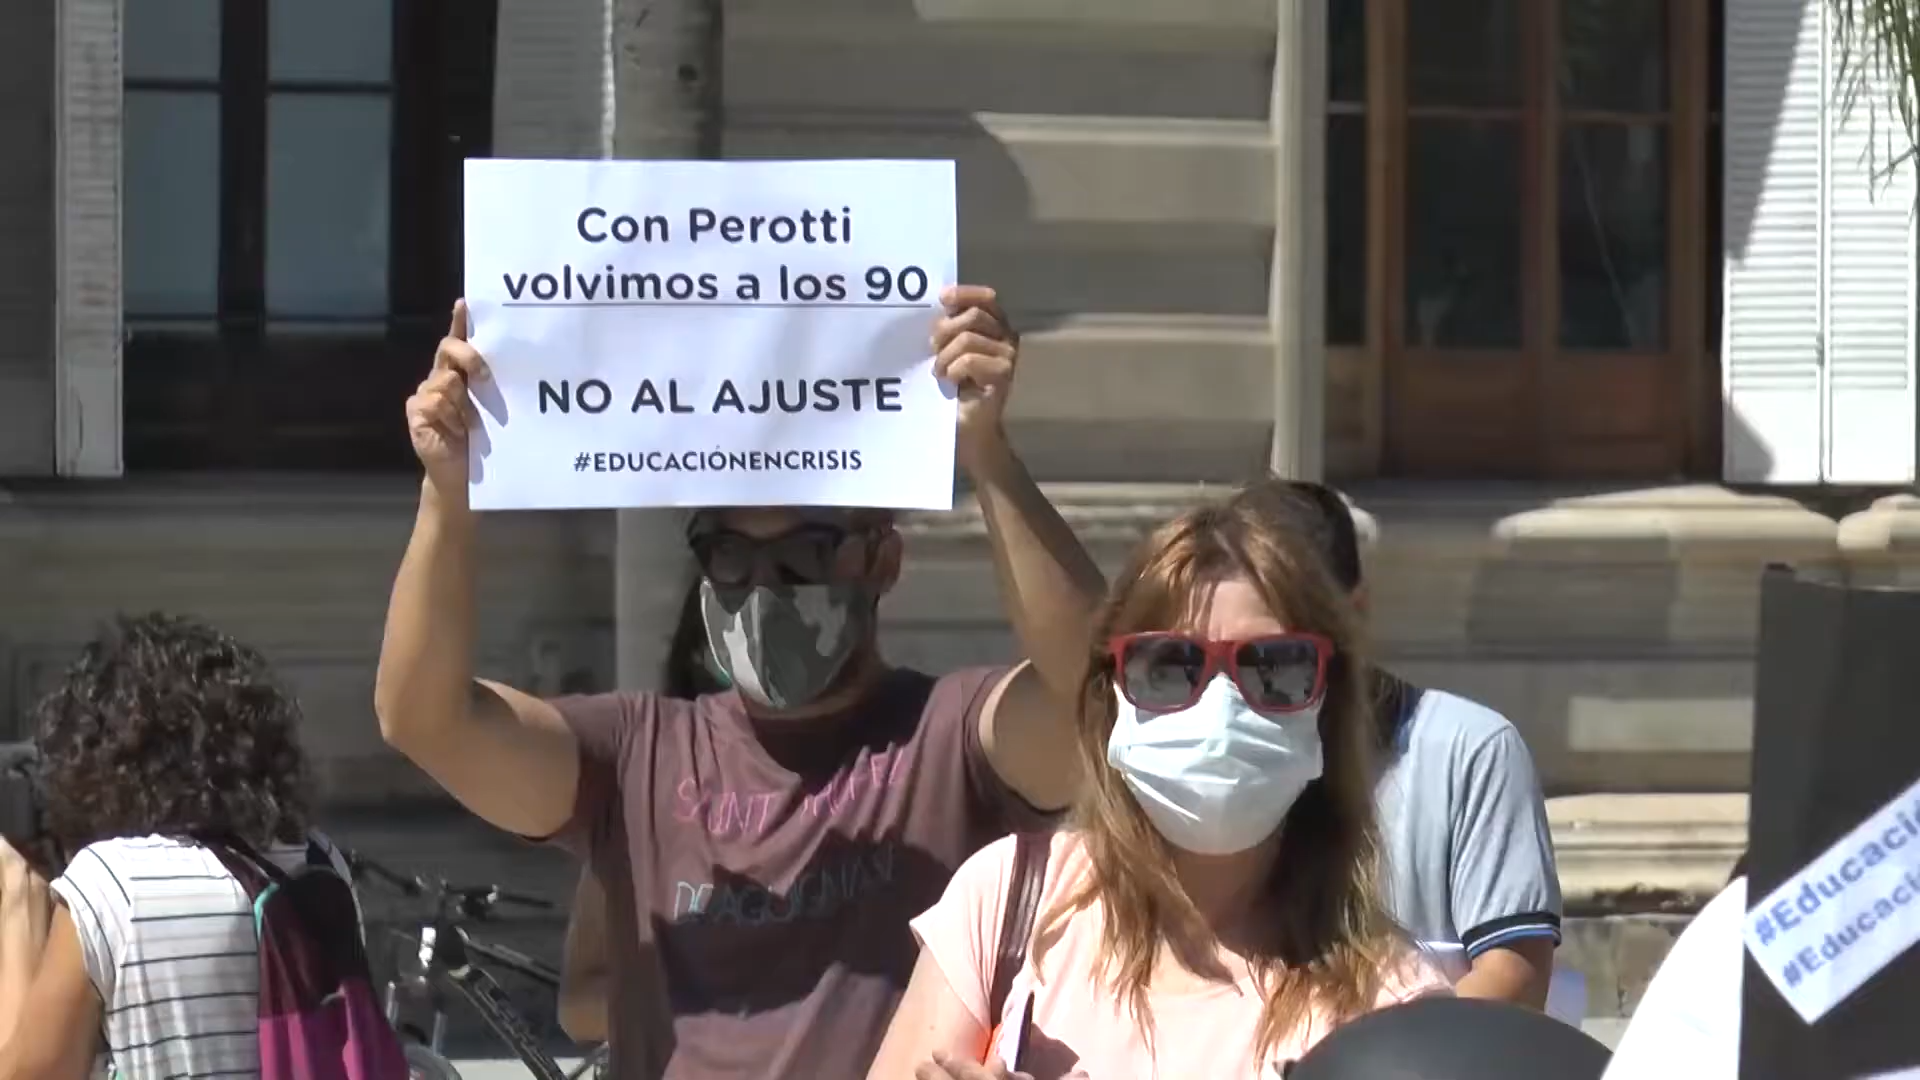 Con Perotti
volvimos a los 90
NO AL AJUSTE
#EDUCACIÓNENCRISIS
#Educació
#Educaci